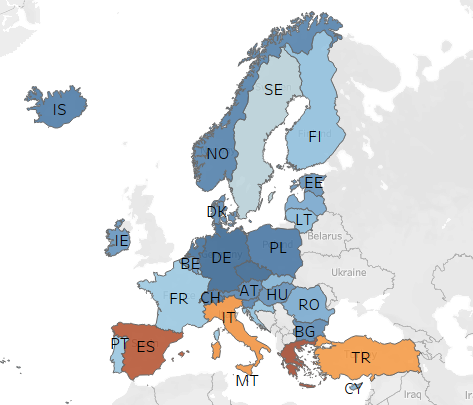 IS
SE
FI
NO
EE
DK
LT
IE
Belarus
BE
DE
PL
Ukraine
FR
CH
AT
HU
RO
IT
BG
PT
ES
TR
MT
CY
Iraq